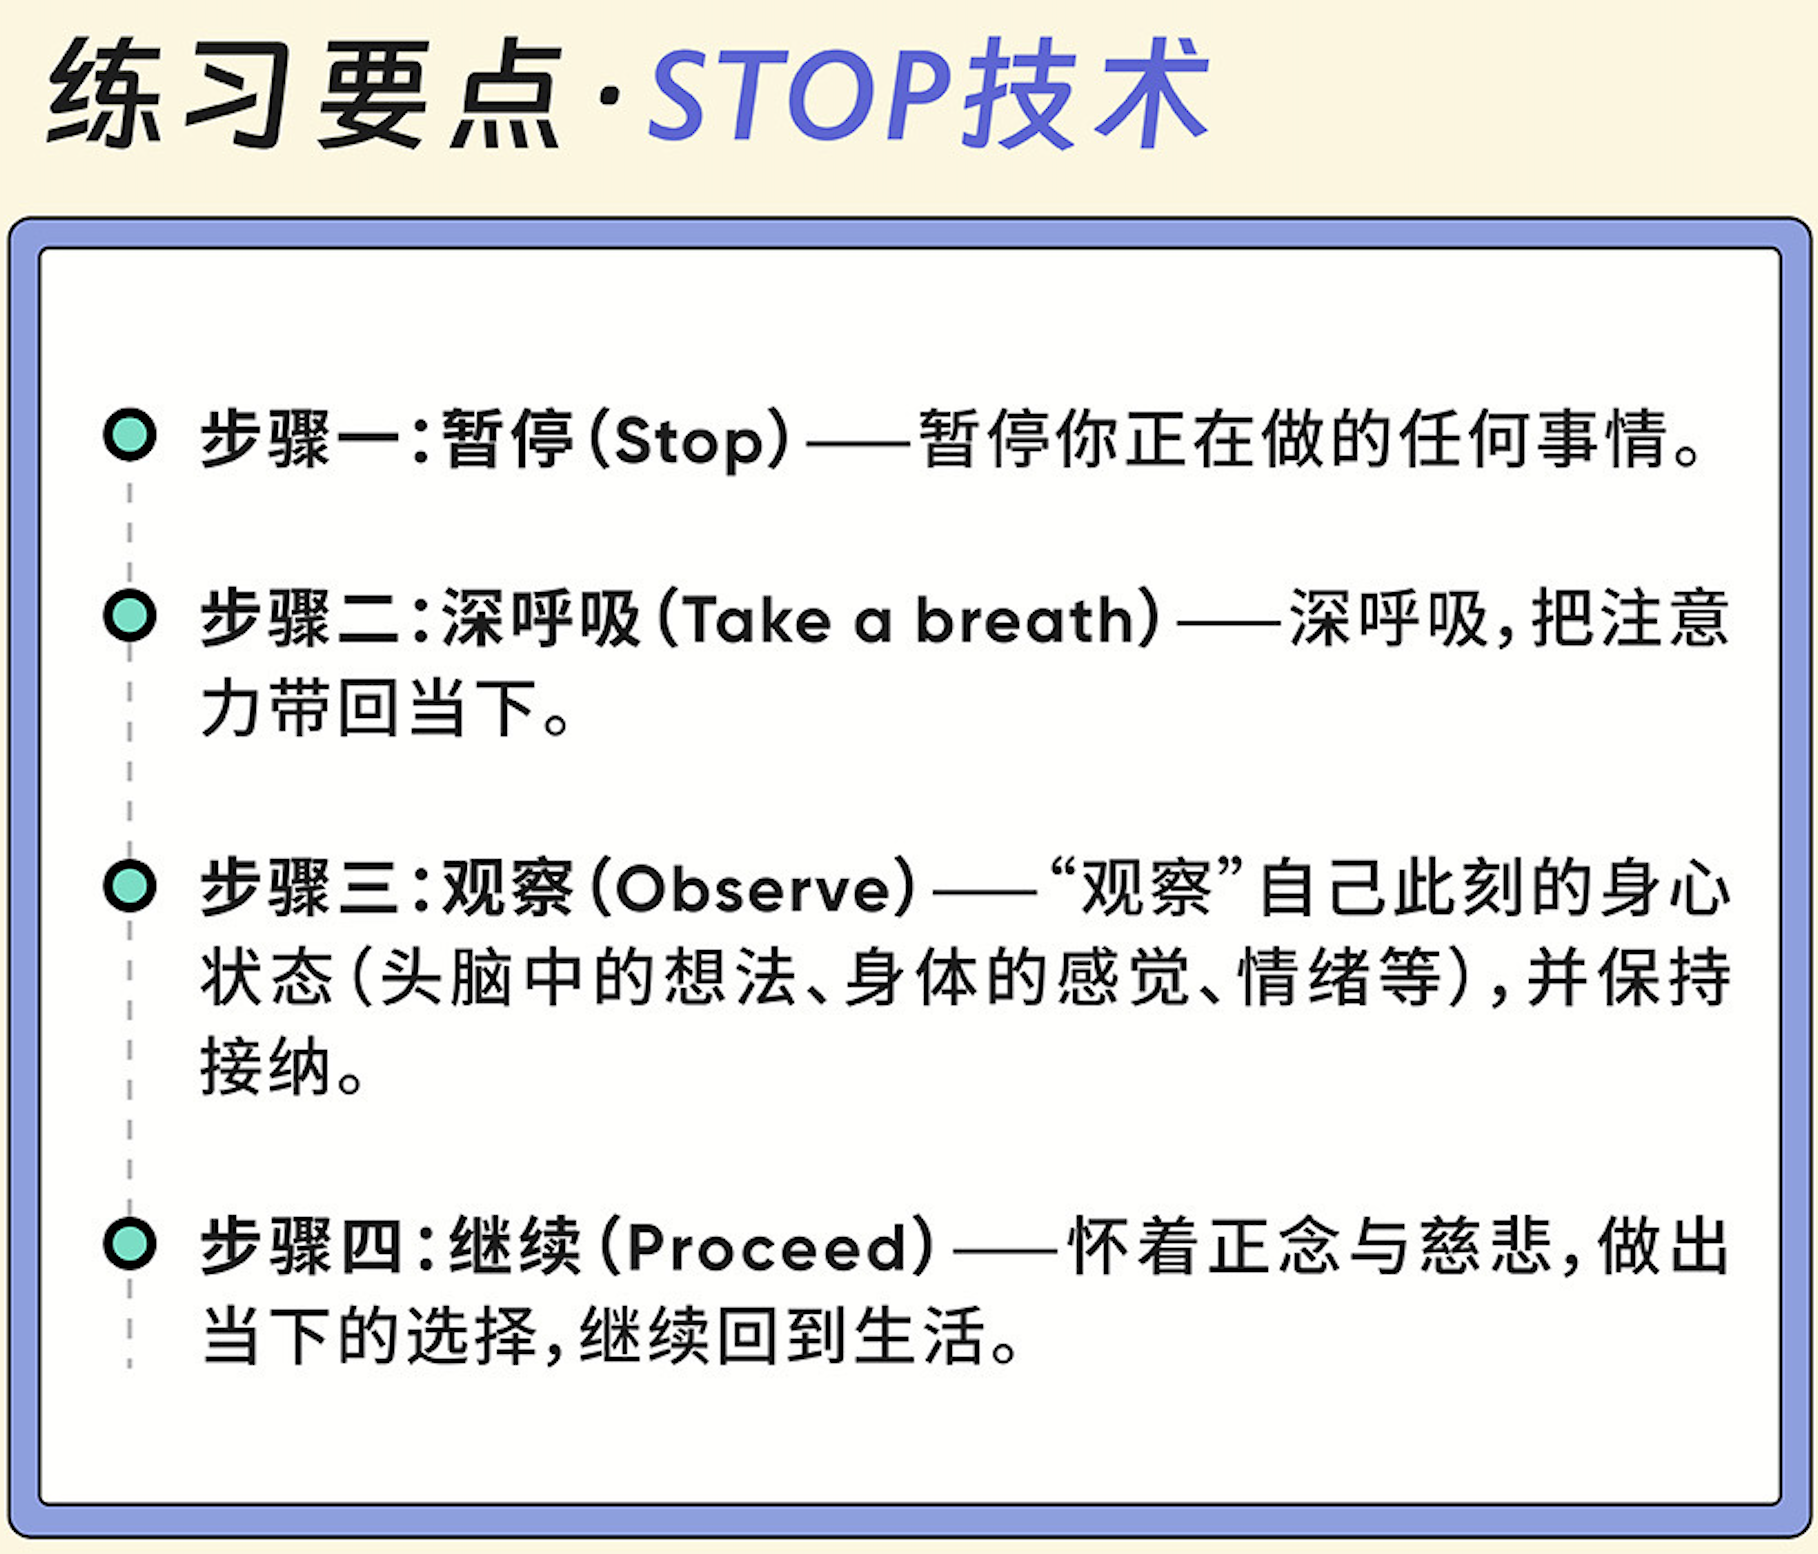 练习要点·STOP技术
步骤一：暂停（Stop）——暂停你正在做的任何事情。
步骤二：深呼吸（Take a breath）——深呼吸，把注意
力带回当下。
步骤三：观察（Observe）——“观察”自己此刻的身心
状态（头脑中的想法、身体的感觉、情绪等），并保持
接纳。
步骤四：继续（Proceed）——怀着正念与慈悲，做出
当下的选择，继续回到生活。